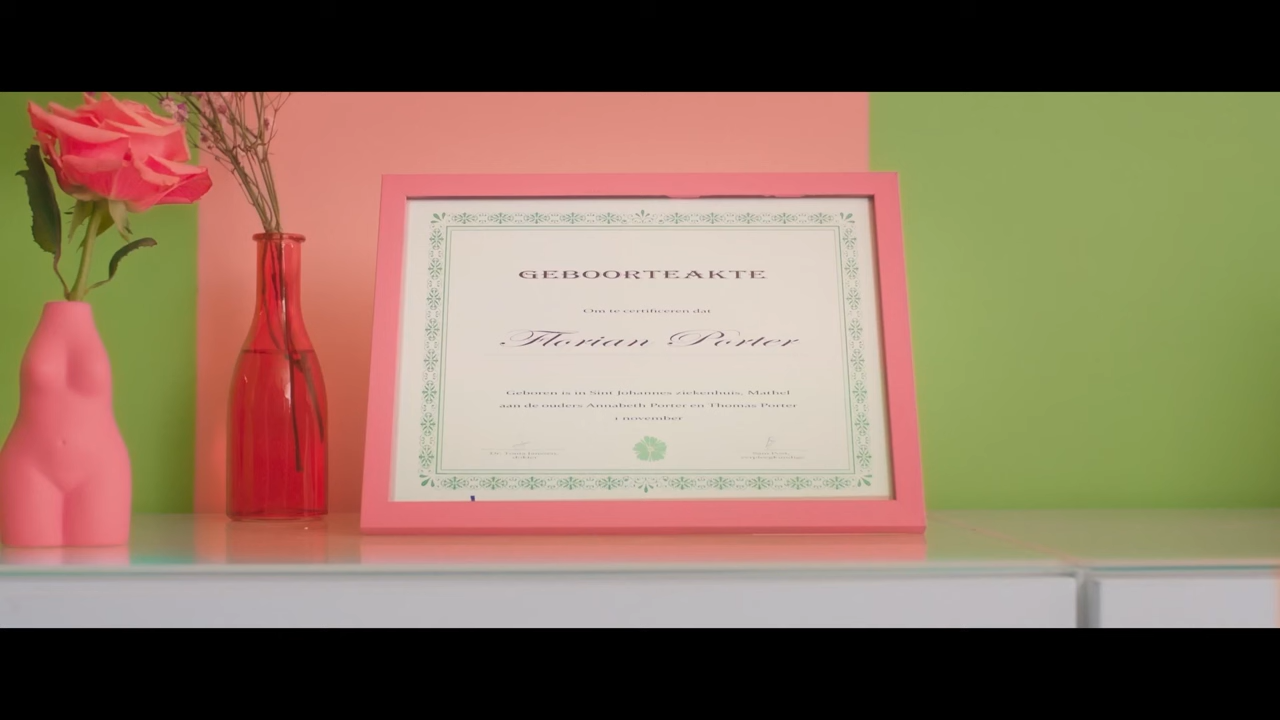 GEBOORTEAKTE
Om te certificeren dat
Florian Porter
Geboren is in Sint Johannes ziekenhuis, Mathel
aan de ouders Annabeth Porter en Thomas Porter
1 november